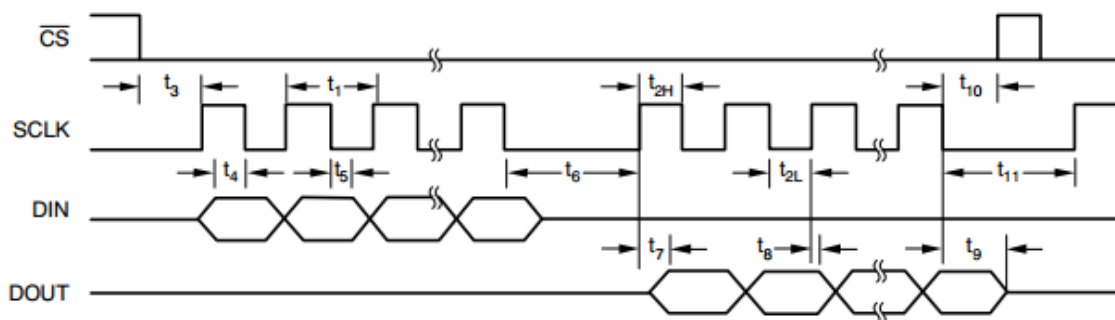 CS
t3 t1 t2H t10
SCLK
t4 t5 t6 t2L t11
DIN
t7 t8 t9
DOUT